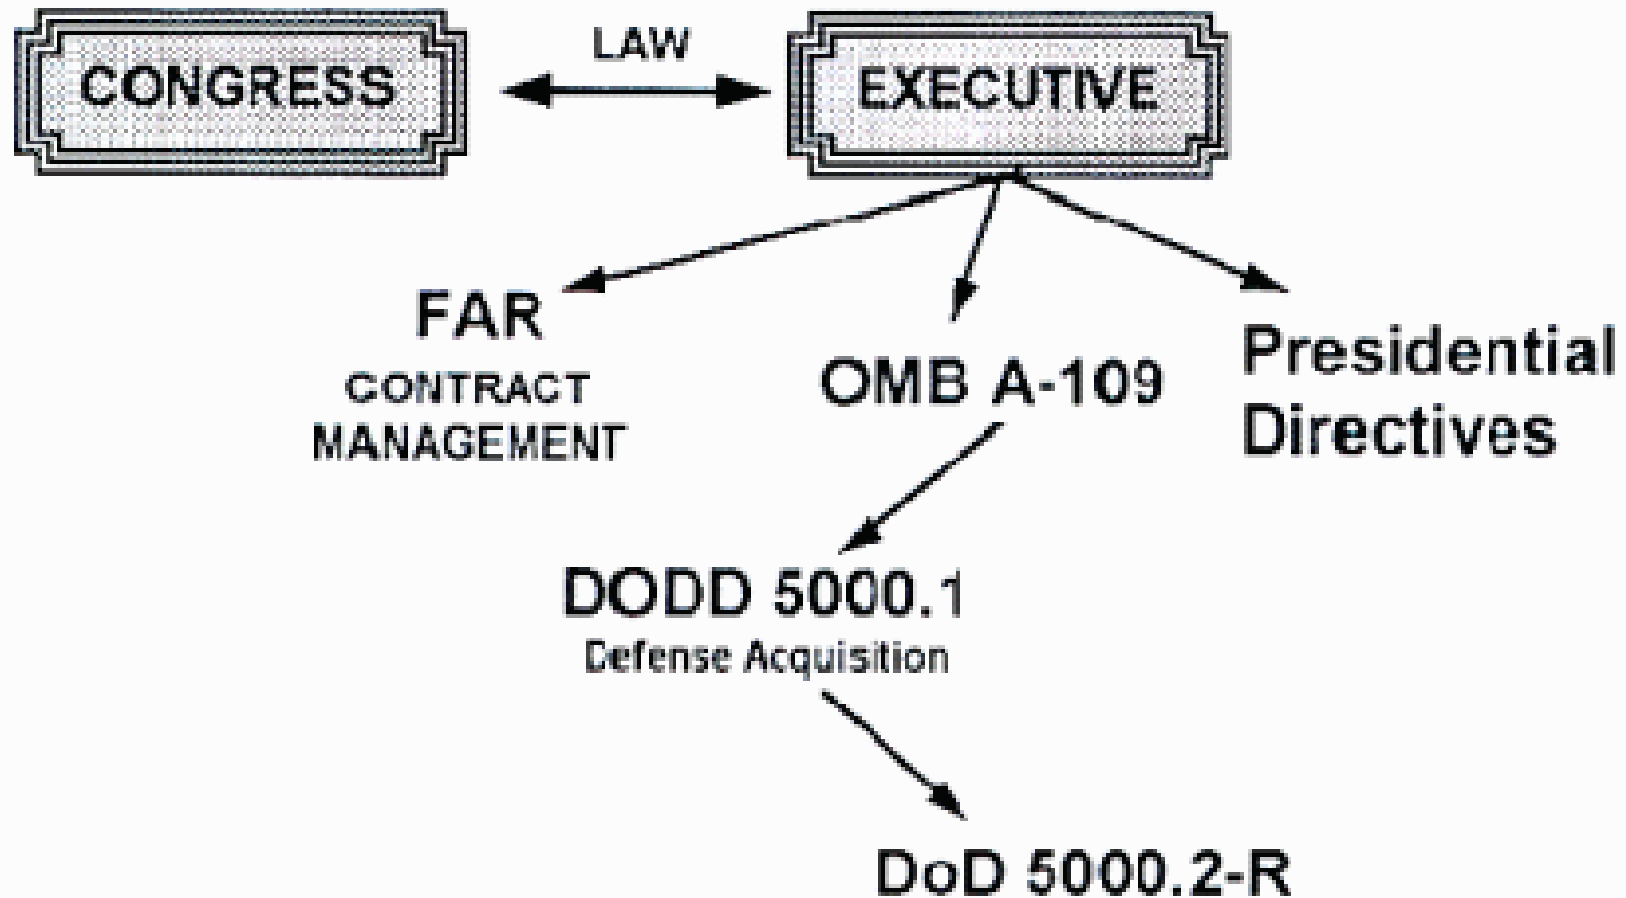 CONGRESS
LAW
EXECUTIVE
FAR
CONTRACT
MANAGEMENT
OMB A-109
Presidential
Directives
DODD 5000.1
Defense Acquisition
DoD 5000.2-R